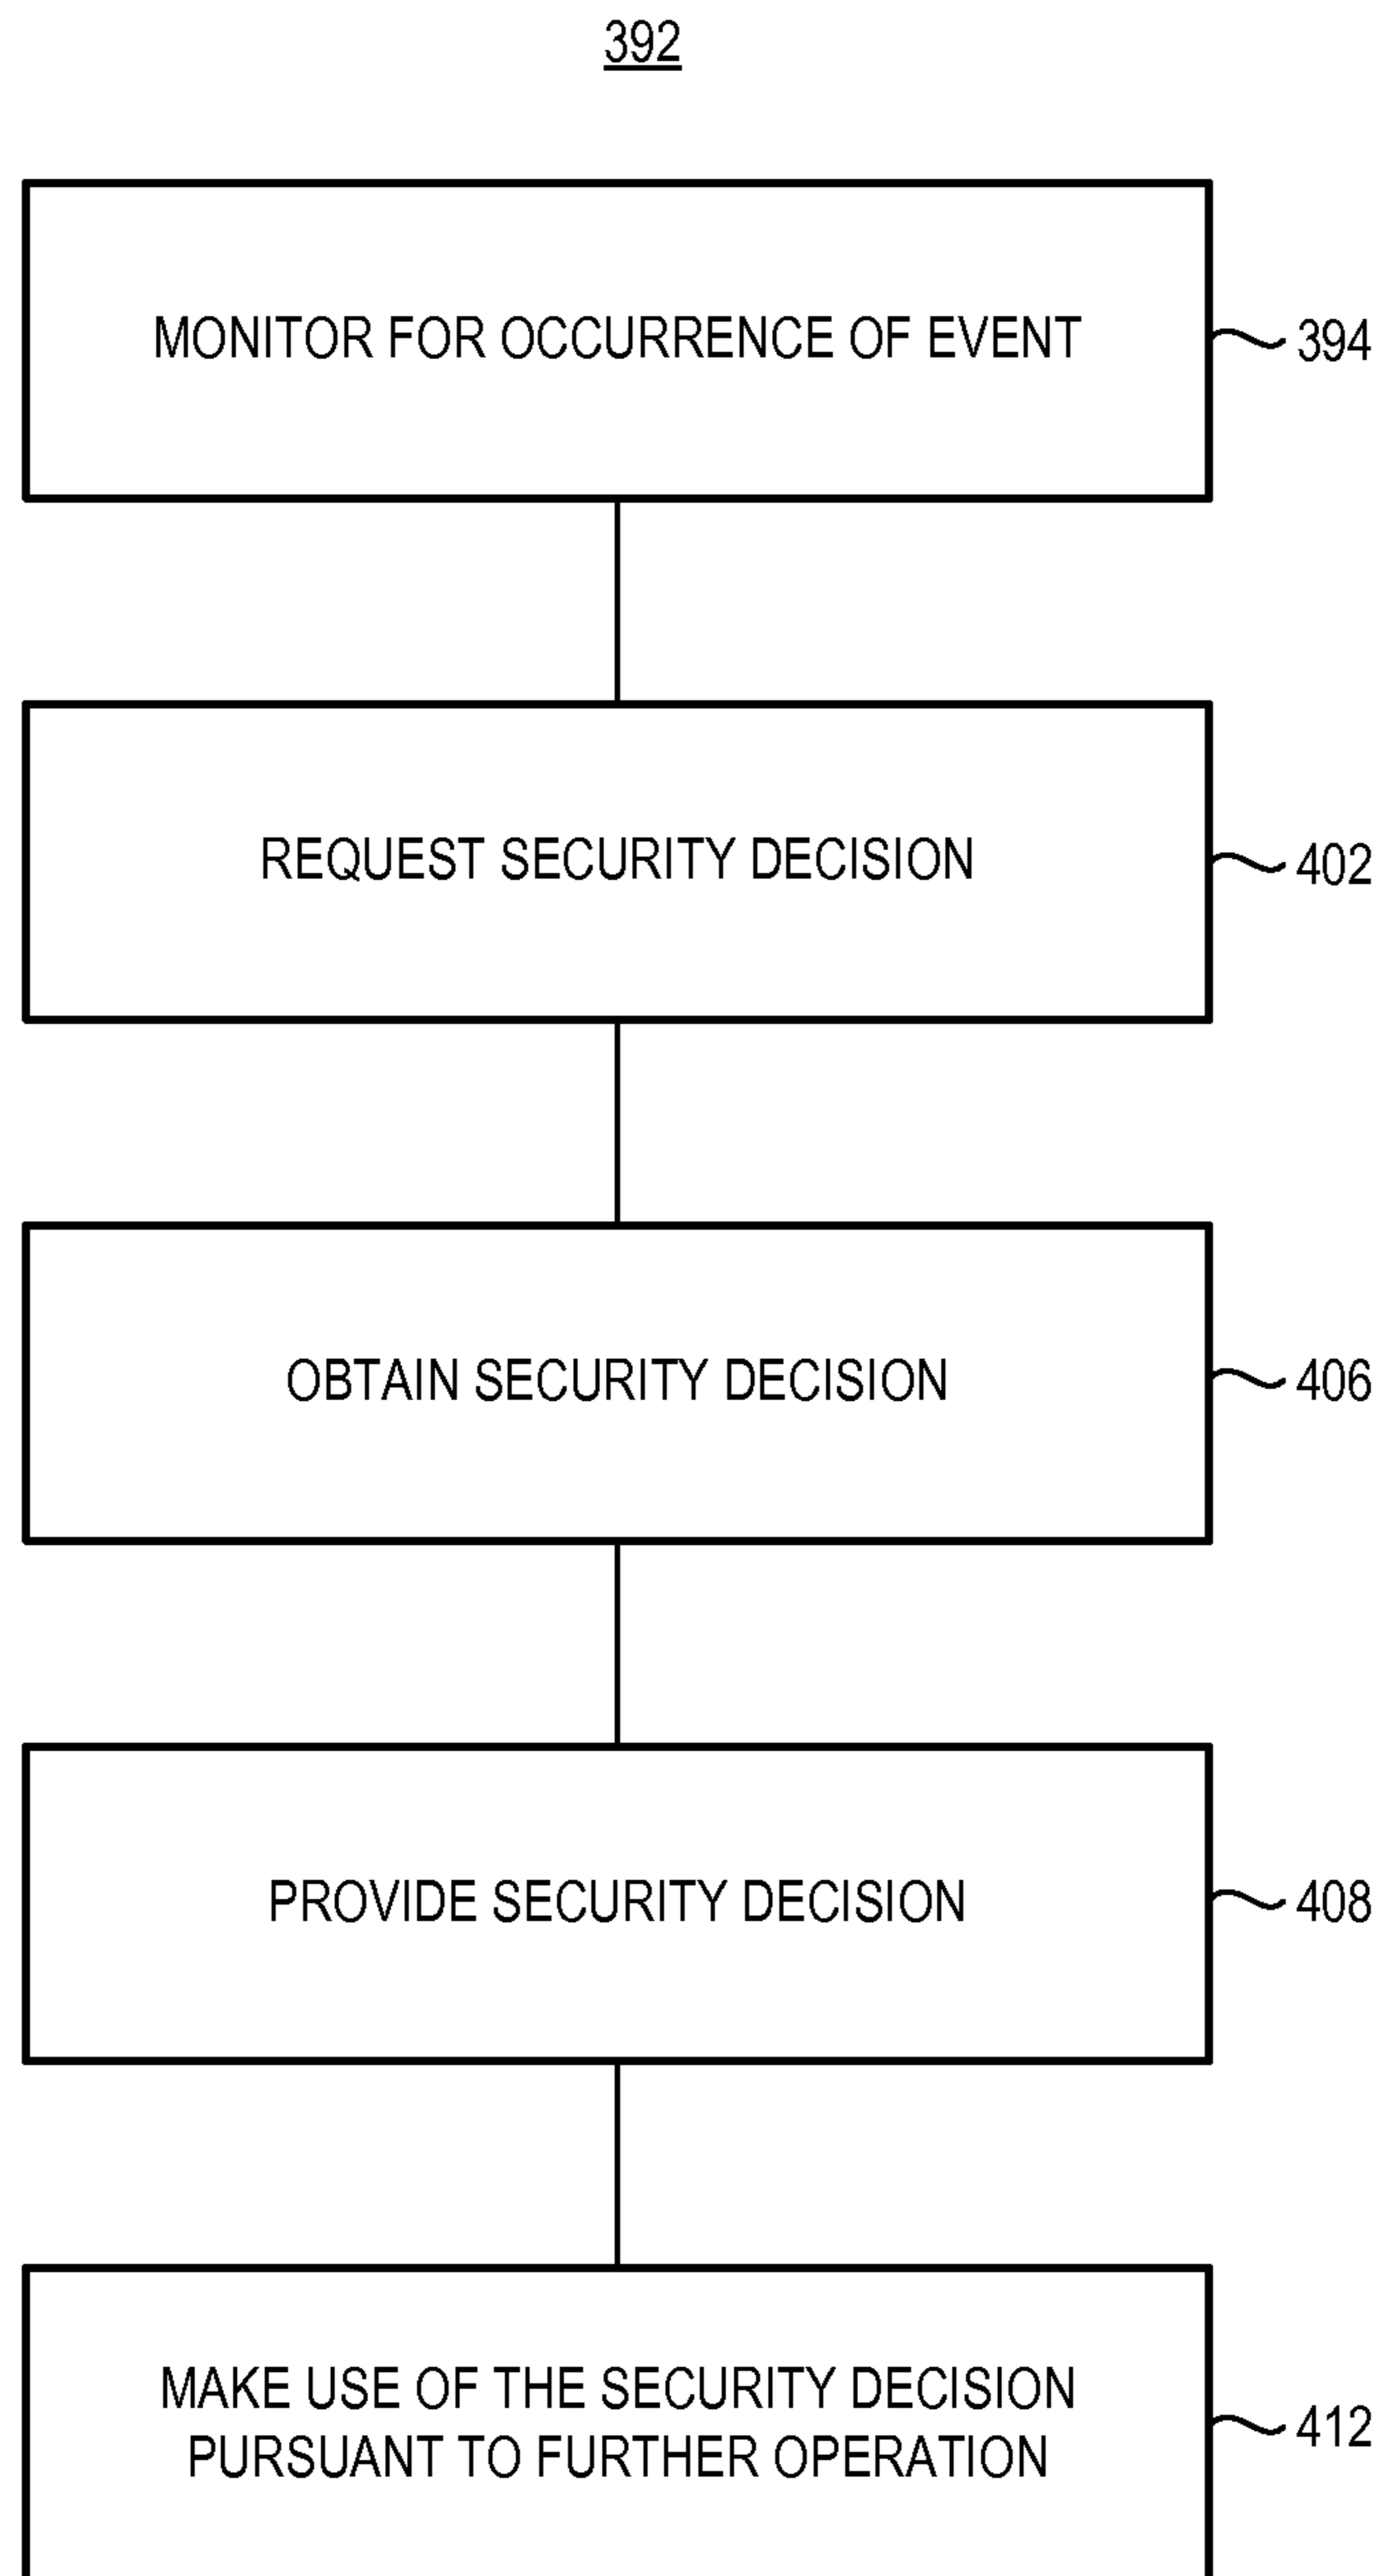 392
MONITOR FOR OCCURRENCE OF EVENT
394
REQUEST SECURITY DECISION
402
OBTAIN SECURITY DECISION
406
PROVIDE SECURITY DECISION
408
MAKE USE OF THE SECURITY DECISION
PURSUANT TO FURTHER OPERATION
412